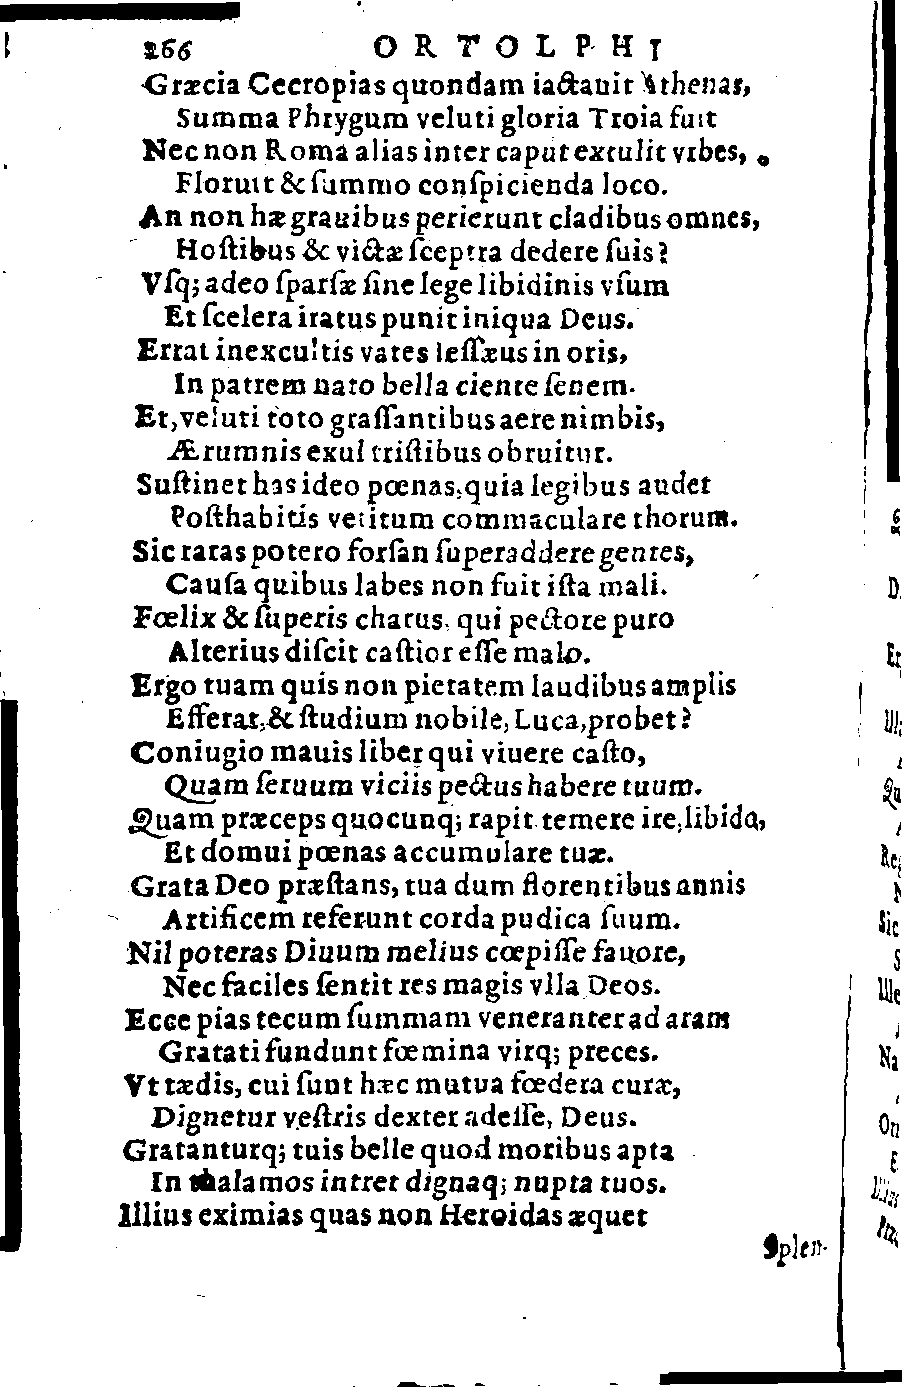 266 ORTOLPHI
Græcia Cecropias quondam iactauit Athenas,
Summa Phrygum veluti gloria Troia fuit
Nec non Roma alias inter caput extulit vrbes,
Floruit & ſummo conſpicienda loco.
An non hæ grauibus perierunt cladibus omnes,
Hoſtibus & victæ ſceptra dedere ſuis?
Vſq; adeo ſparſæ ſine lege libidinis vſum
Et ſcelera iratus punit iniqua Deus.
Errat inexcultis vates Ieſſæus in oris,
In patrem nato bella ciente ſenem.
Et, veluti toto graſſantibus aere nimbis,
Ærumnis exul triſtibus obruitur.
Suſtinet has ideo pœnas, quia legibus audet
Poſthabitis vetitum commaculare thorum.
Sic ratas potero forſan ſuperaddere gentes,
Cauſa quibus labes non fuit iſta mali.
Fœlix & ſuperis charus, qui pectore puro
Alterius diſcit caſtior eſſe malo.
Ergo tuam quis non pietatem laudibus amplis
Efferat, & ſtudium nobile, Luca, probet?
Coniugio mauis liber qui viuere caſto,
Quam ſeruum viciis pectus habere tuum.
Quam præceps quocunq; rapit temere ire, libido,
Et domui pœnas accumulare tuæ.
Grata Deo præſtans, tua dum florentibus annis
Artificem referunt corda pudica ſuum.
Nil poteras Diuum melius cœpiſſe fauore,
Nec faciles ſentit res magis vlla Deos.
Ecce pias tecum ſummam veneranter ad aram
Gratati fundunt fœmina virq; preces.
Vt tædis, cui ſunt hæc mutua fœdera curæ,
Dignetur veſtris dexter adeſſe, Deus.
Gratanturq; tuis belle quod moribus apta
In thalamos intret dignaq; nupta tuos.
Illius eximias quas non Heroidas æquet
Splen-